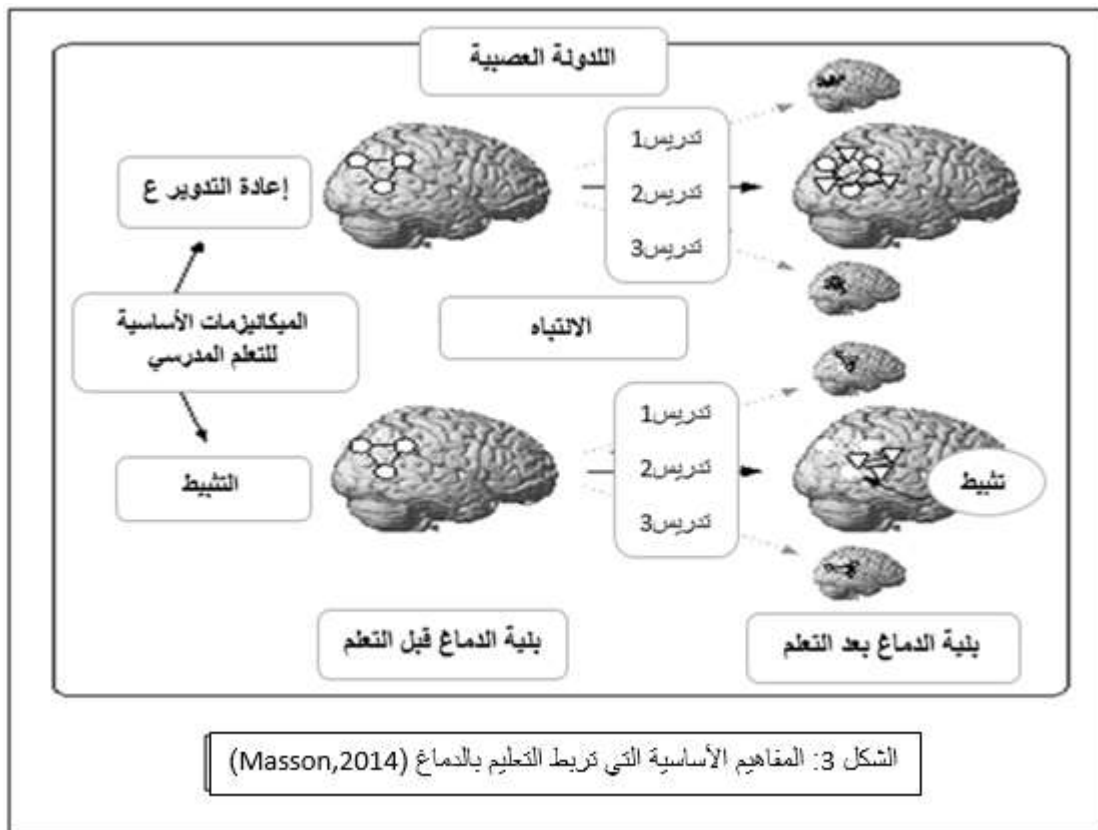 اللدونة العصبية
إعادة التدوير ع
تدريس1
تدريس2
تدريس3
الميكانيزمات الأساسية
للتعلم المدرسي
الانتباه
التثبيط
تدريس1
تدريس2
تدريس3
تثبيط
بنية الدماغ قبل التعلم
بنية الدماغ بعد التعلم
الشكل 3: المفاهيم الأساسية التي تربط التعليم بالدماغ (Masson,2014)